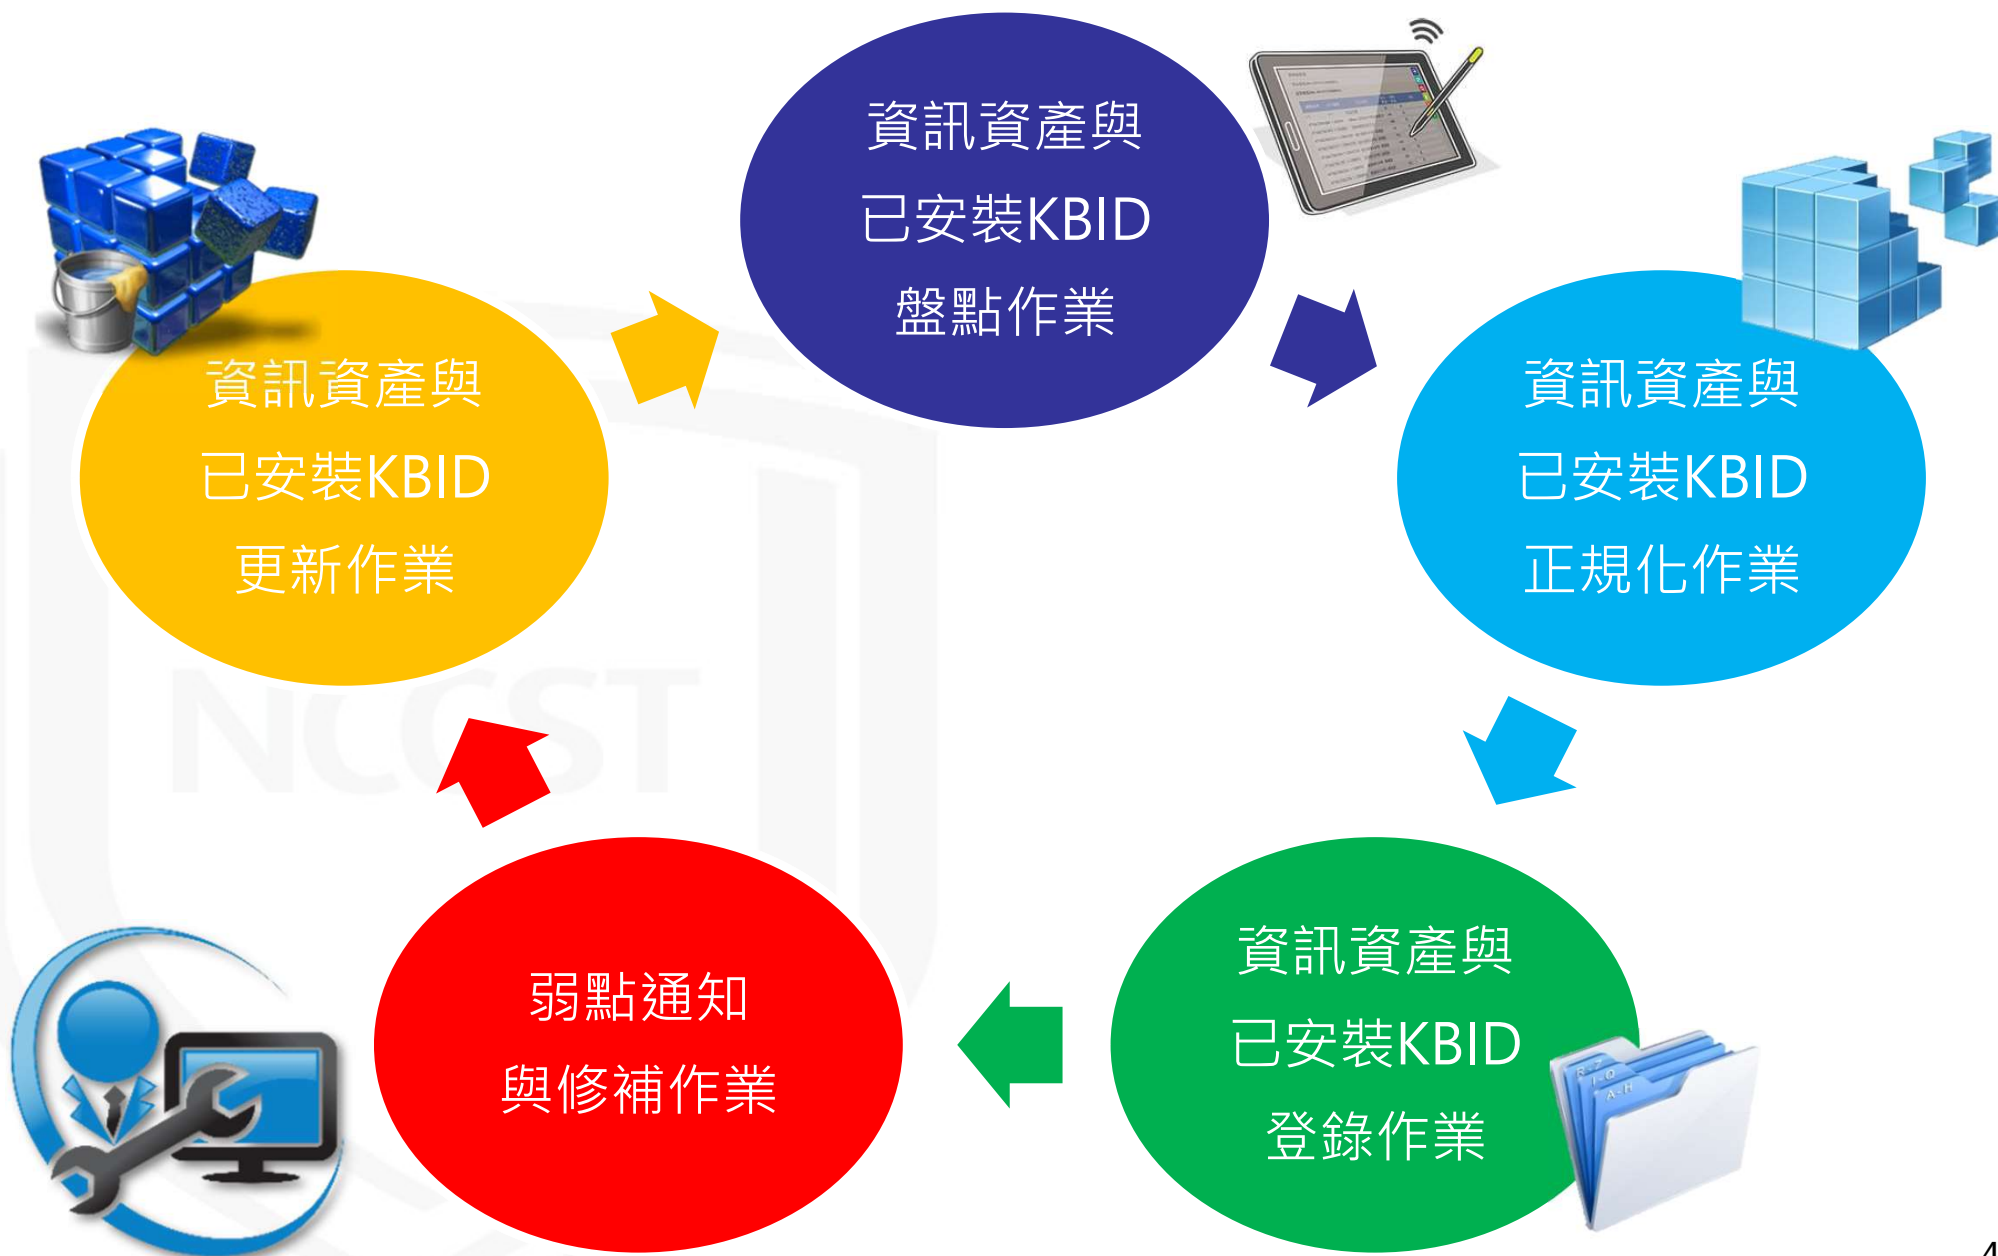 資訊資產與
已安裝KBID
盤點作業
資訊資產與
已安裝KBID
正規化作業
資訊資產與
已安裝KBID
登錄作業
弱點通知
與修補作業
資訊資產與
已安裝KBID
更新作業
NCCST
I-Q
A-H